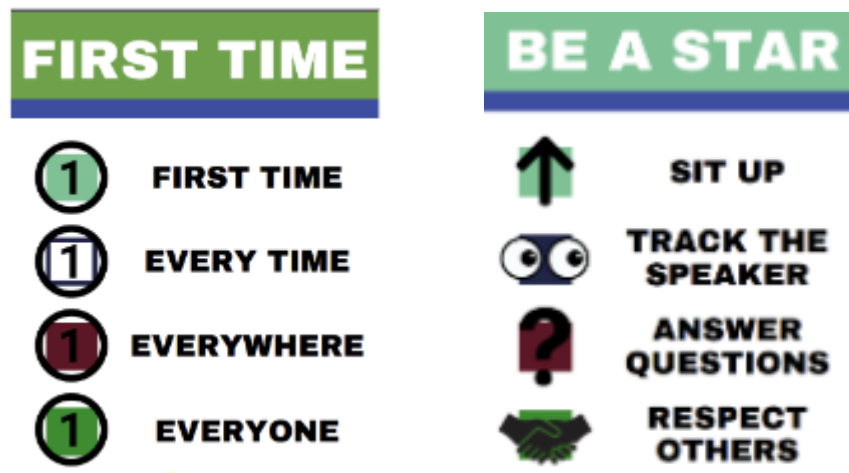 FIRST TIME
1 FIRST TIME
1 EVERY TIME
1 EVERYWHERE
1 EVERYONE
BE A STAR
SIT UP
TRACK THE
SPEAKER
? ANSWER
QUESTIONS
RESPECT
OTHERS